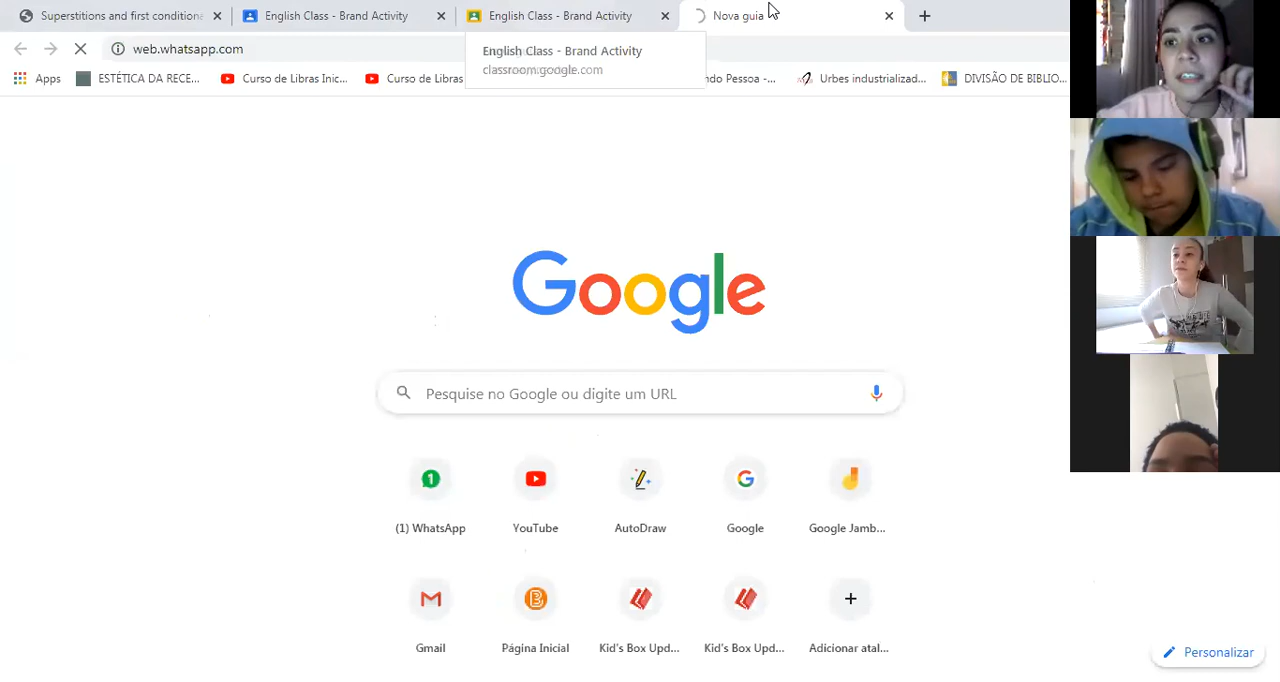 Superstitions and first conditiona
English Class - Brand Activity
English Class - Brand Activity
Nova guia
web.whatsapp.com
English Class - Brand Activity
classroom.google.com
Apps
ESTÉTICA DA RECE...
Curso de Libras Inic...
Curso de Libras
ndo Pessoa -...
Urbes industrializad...
DIVISÃO DE BIBLIO...
Google
Pesquise no Google ou digite um URL
1
(1) WhatsApp
YouTube
AutoDraw
Google
Google Jamb...
Gmail
Página Inicial
Kid's Box Upd...
Kid's Box Upd...
Adicionar atal...
Personalizar